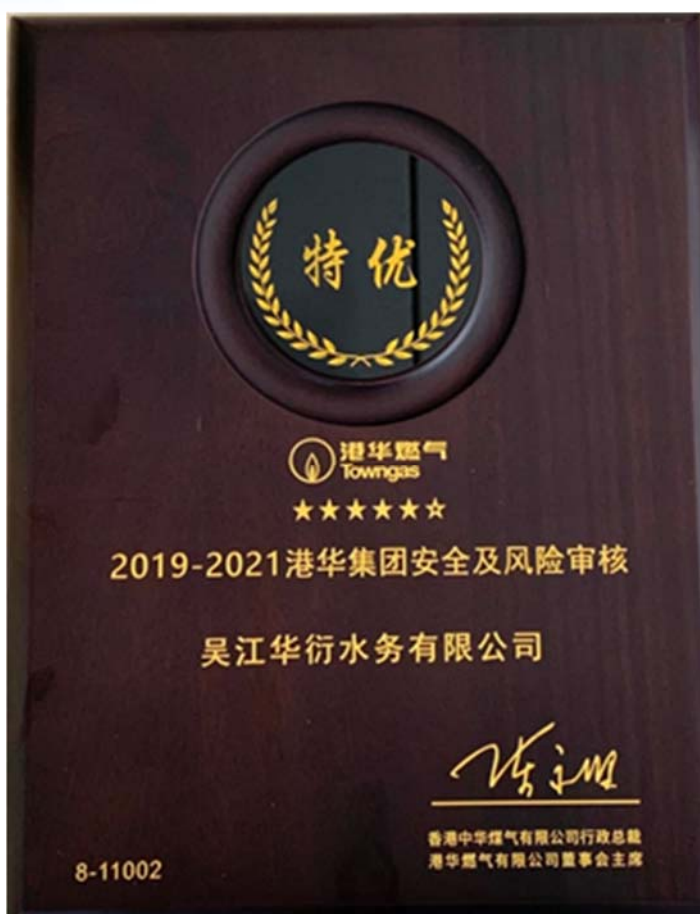 特优
港华燃气
Towngas
★★★★★☆
2019-2021港华集团安全及风险审核
吴江华衍水务有限公司
陈永坚
香港中华煤气有限公司行政总裁
港华燃气有限公司董事会主席
8-11002